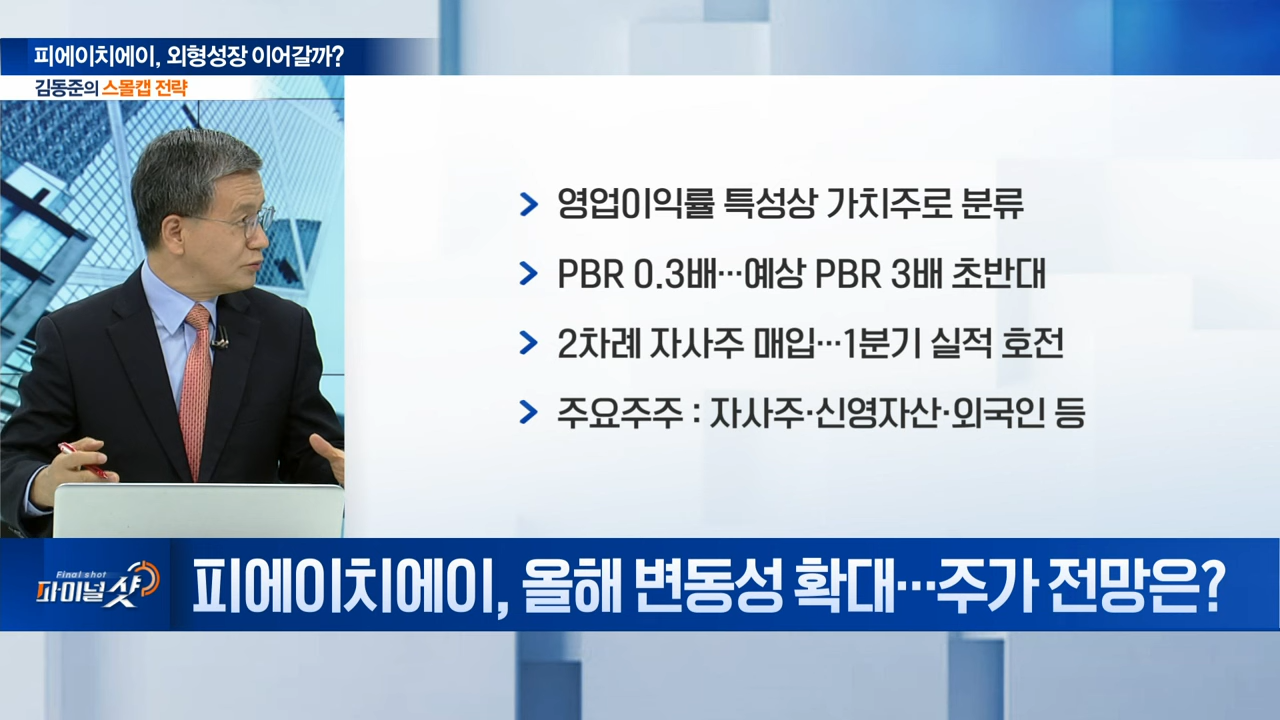 피에이치에이, 외형성장 이어갈까?
김동준의 스몰캡 전략
영업이익률 특성상 가치주로 분류
PBR 0.3배…예상 PBR 3배 초반대
2차례 자사주 매입…1분기 실적 호전
주요주주 : 자사주·신영자산·외국인 등
Final shot
파이널샷
피에이치에이, 올해 변동성 확대…주가 전망은?